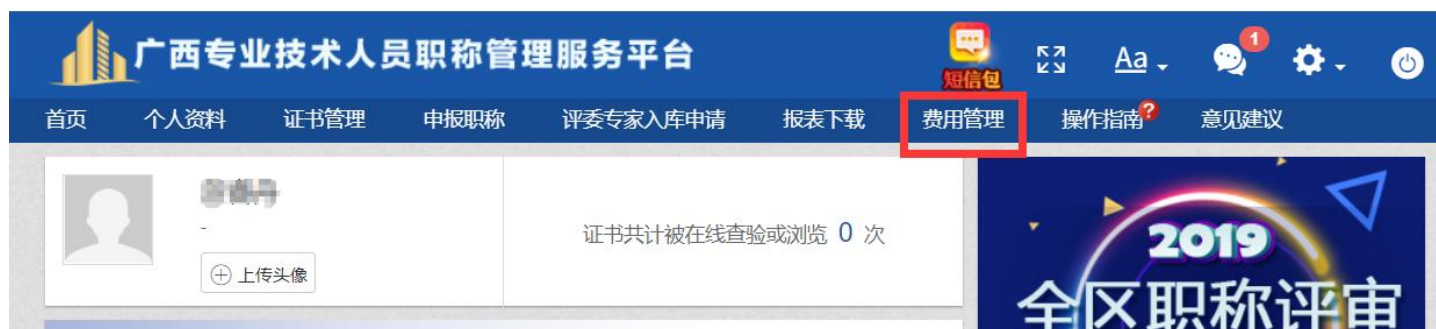 广西专业技术人员职称管理服务平台
短信包
Aa
1
首页 个人资料 证书管理 申报职称 评委专家入库申请 报表下载 费用管理 操作指南? 意见建议
-
证书共计被在线查验或浏览 0 次
上传头像
2019
全区职称评审